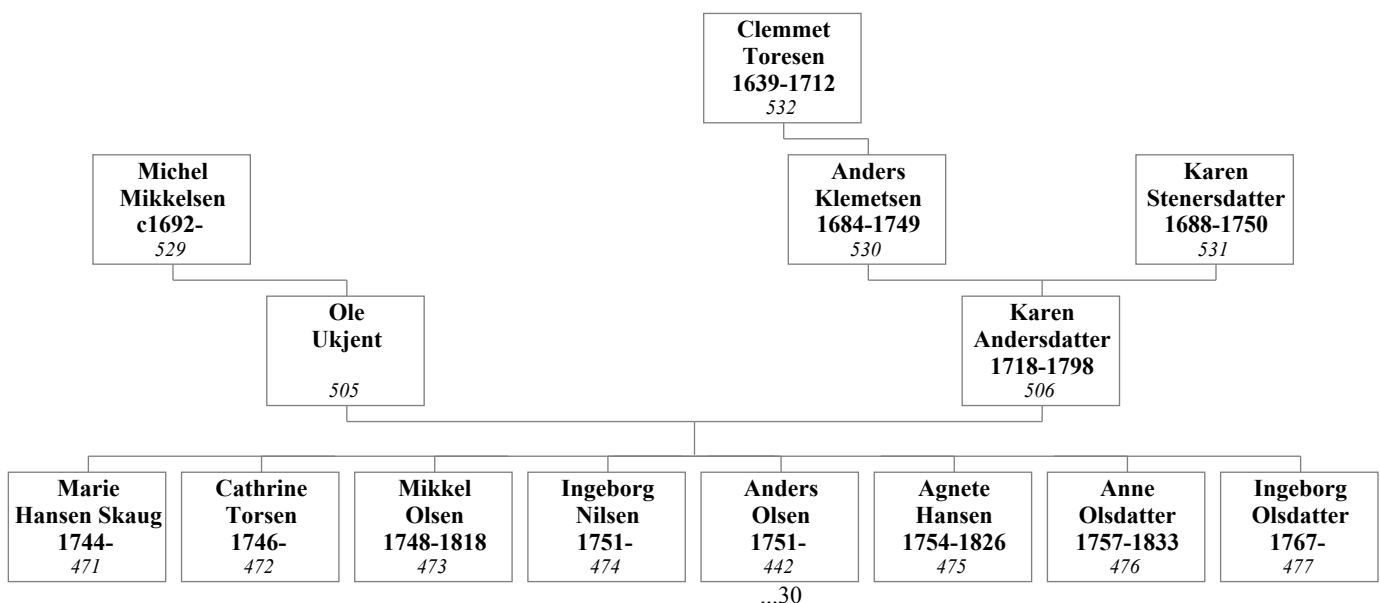 Clemmet
Toresen
1639-1712
532
Michel
Mikkelsen
c1692-
529
Anders
Klemetsen
1684-1749
530
Karen
Stenersdatter
1688-1750
531
Ole
Ukjent
505
Karen
Andersdatter
1718-1798
506
Marie
Hansen Skaug
1744-
471
Cathrine
Torsen
1746-
472
Mikkel
Olsen
1748-1818
473
Ingeborg
Nilsen
1751-
474
Anders
Olsen
1751-
442
...30
Agnete
Hansen
1754-1826
475
Anne
Olsdatter
1757-1833
476
Ingeborg
Olsdatter
1767-
477